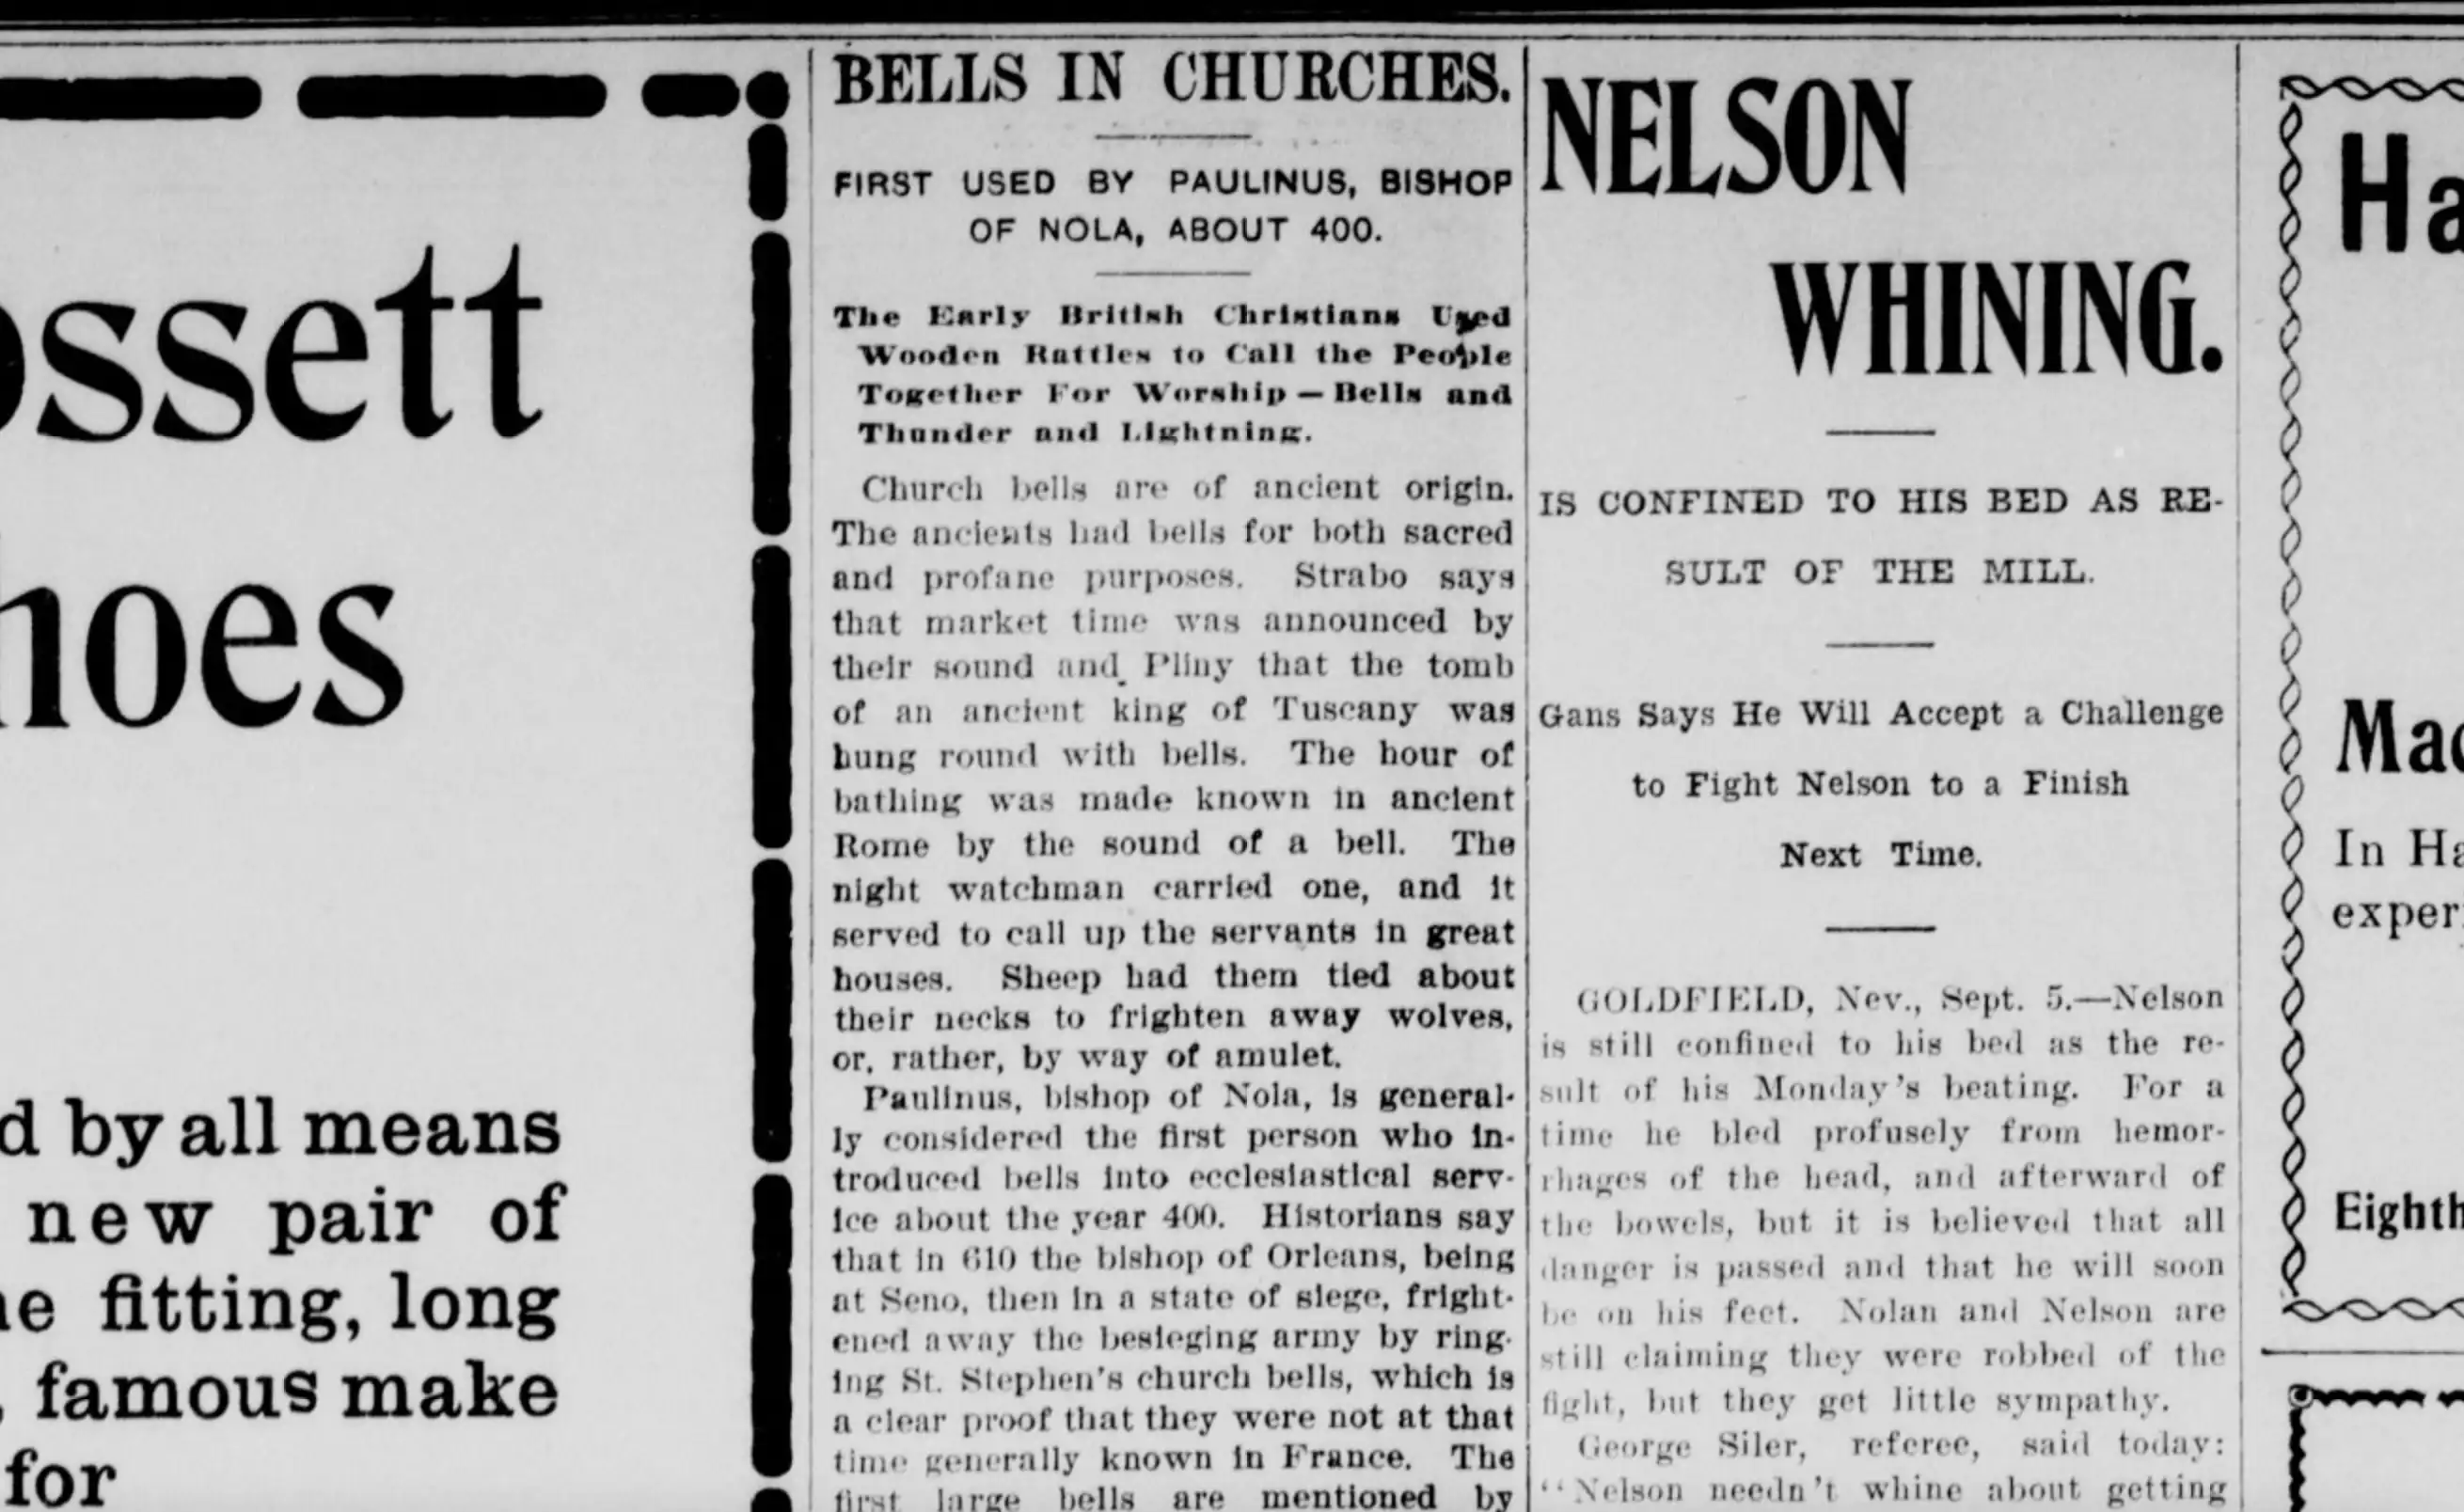 ossett
hoes
d by all means
new pair of
e fitting, long
, famous make
for
BELLS IN CHURCHES.
FIRST USED BY PAULINUS, BISHOP
OF NOLA, ABOUT 400.
The Early British Christians Used
Wooden Rattles to Call the People
Together For Worship — Bells and
Thunder and Lightning.
Church bells are of ancient origin.
The ancients had bells for both sacred
and profane purposes. Strabo says
that market time was announced by
their sound and Pliny that the tomb
of an ancient king of Tuscany was
hung round with bells. The hour of
bathing was made known in ancient
Rome by the sound of a bell. The
night watchman carried one, and it
served to call up the servants in great
houses. Sheep had them tied about
their necks to frighten away wolves,
or, rather, by way of amulet.
Paulinus, bishop of Nola, is general-
ly considered the first person who in-
troduced bells into ecclesiastical serv-
ice about the year 400. Historians say
that in 610 the bishop of Orleans, being
at Seno, then in a state of siege, fright-
ened away the besieging army by ring-
ing St. Stephen's church bells, which is
a clear proof that they were not at that
time generally known in France. The
first large bells are mentioned by
NELSON
WHINING.
IS CONFINED TO HIS BED AS RE-
SULT OF THE MILL.
Gans Says He Will Accept a Challenge
to Fight Nelson to a Finish
Next Time.
GOLDFIELD, Nev., Sept. 5.—Nelson
is still confined to his bed as the re-
sult of his Monday's beating. For a
time he bled profusely from hemor-
rhages of the head, and afterward of
the bowels, but it is believed that all
danger is passed and that he will soon
be on his feet. Nolan and Nelson are
still claiming they were robbed of the
fight, but they get little sympathy.
George Siler, referee, said today:
"Nelson needn't whine about getting
Ha
Mac
In Ha
exper
Eighth